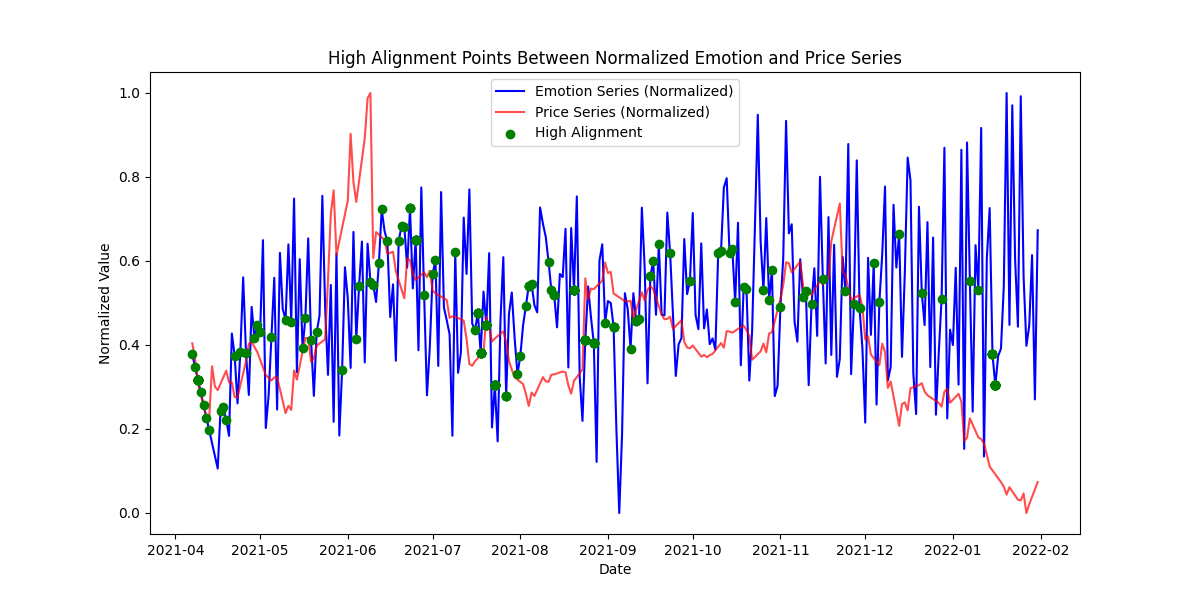 High Alignment Points Between Normalized Emotion and Price Series
Emotion Series (Normalized)
Price Series (Normalized)
High Alignment
Normalized Value
1.0
0.8
0.6
0.4
0.2
0.0
2021-04 2021-05 2021-06 2021-07 2021-08 2021-09 2021-10 2021-11 2021-12 2022-01 2022-02
Date